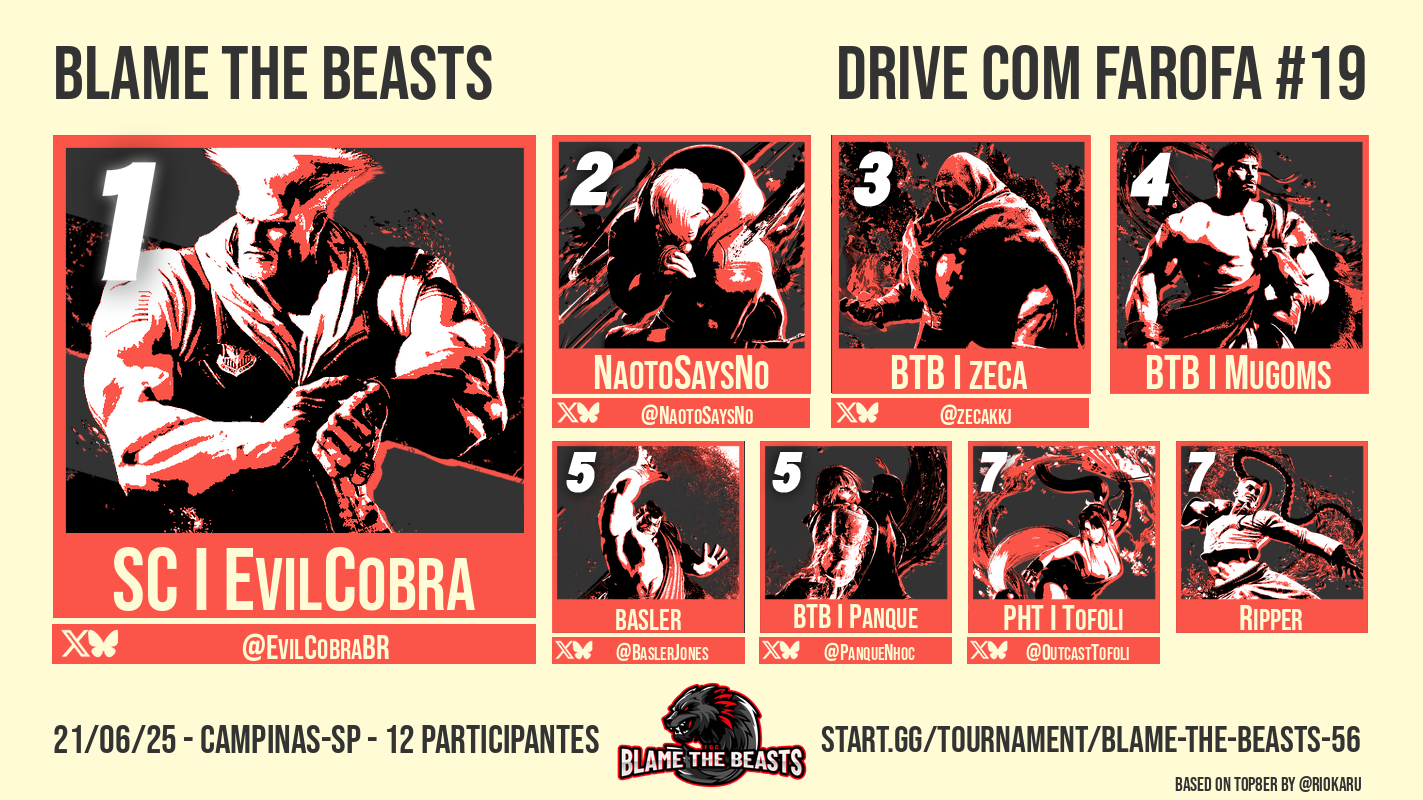 BLAME THE BEASTS
DRIVE COM FAROFA #19
1
SC | EVILCOBRA
@EVILCOBRABR
2
NAOTOSAYSNO
@NAOTOSAYSNO
3
BTB | ZECA
@ZECAKKJ
4
BTB | MUGOMS
5
BASLER
@BASLERJONES
5
BTB | PANQUE
@PANQUENHOC
7
PHT | TOFOLI
@OUTCASTTOFOLI
7
RIPPER
21/06/25 - CAMPINAS-SP - 12 PARTICIPANTES
BLAME THE BEASTS
START.GG/TOURNAMENT/BLAME-THE-BEASTS-56
BASED ON TOP8ER BY @RIOKARU